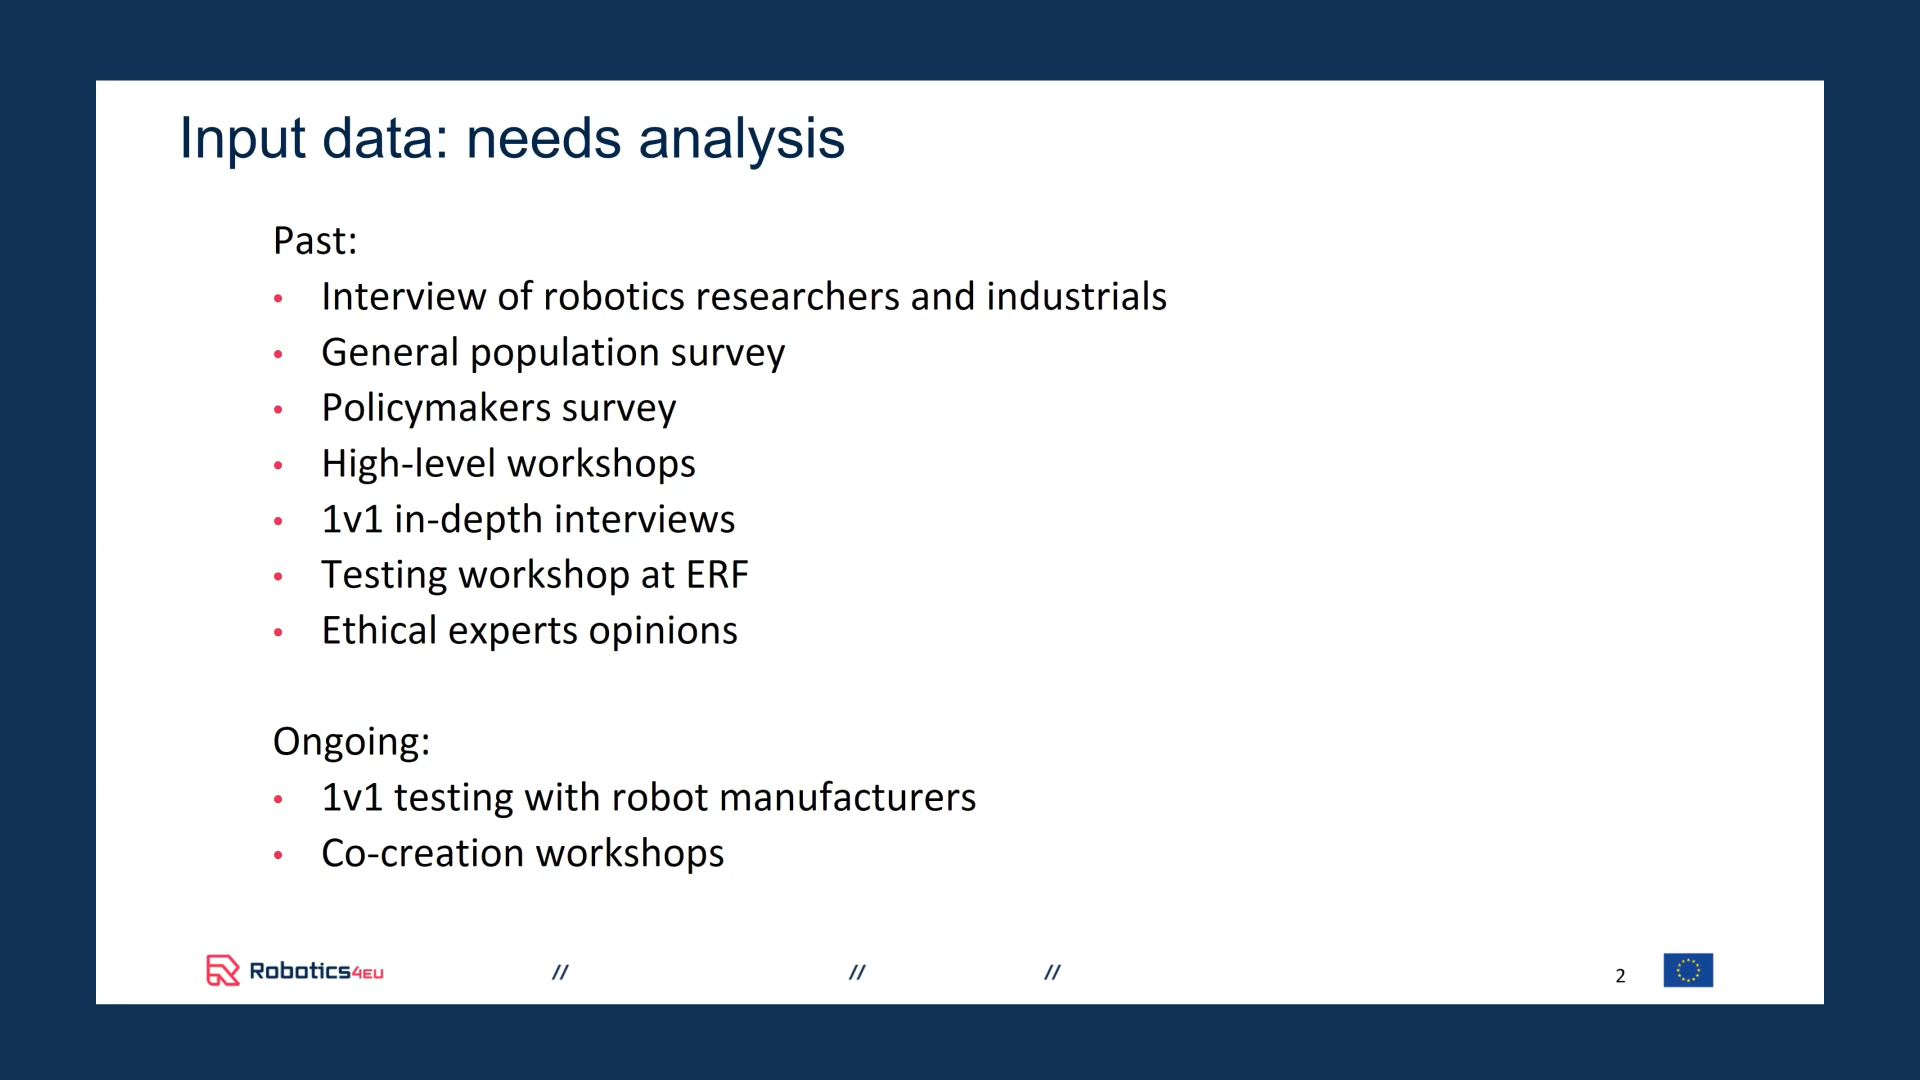 Input data: needs analysis
Past:
• Interview of robotics researchers and industrials
• General population survey
• Policymakers survey
• High-level workshops
• 1v1 in-depth interviews
• Testing workshop at ERF
• Ethical experts opinions
Ongoing:
• 1v1 testing with robot manufacturers
• Co-creation workshops
Robotics4EU // // // 2